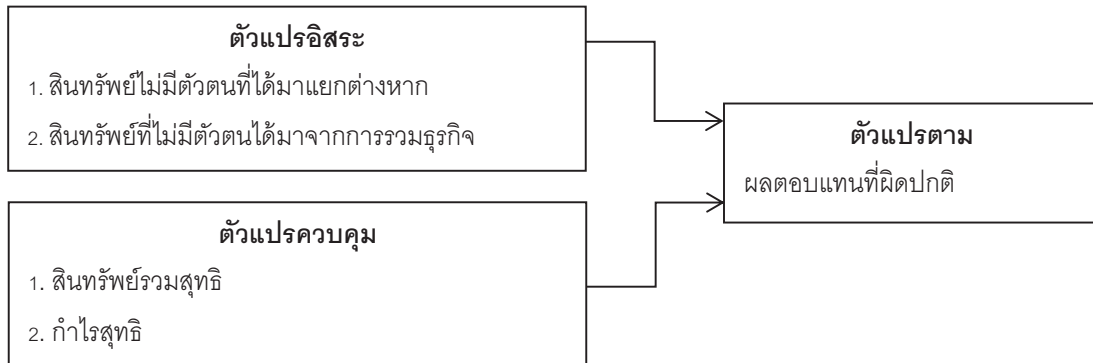 ตัวแปรอิสระ
1. สินทรัพย์ไม่มีตัวตนที่ได้มาแยกต่างหาก
2. สินทรัพย์ที่ไม่มีตัวตนได้มาจากการรวมธุรกิจ
ตัวแปรตาม
ผลตอบแทนที่ผิดปกติ
ตัวแปรควบคุม
1. สินทรัพย์รวมสุทธิ
2. กำไรสุทธิ